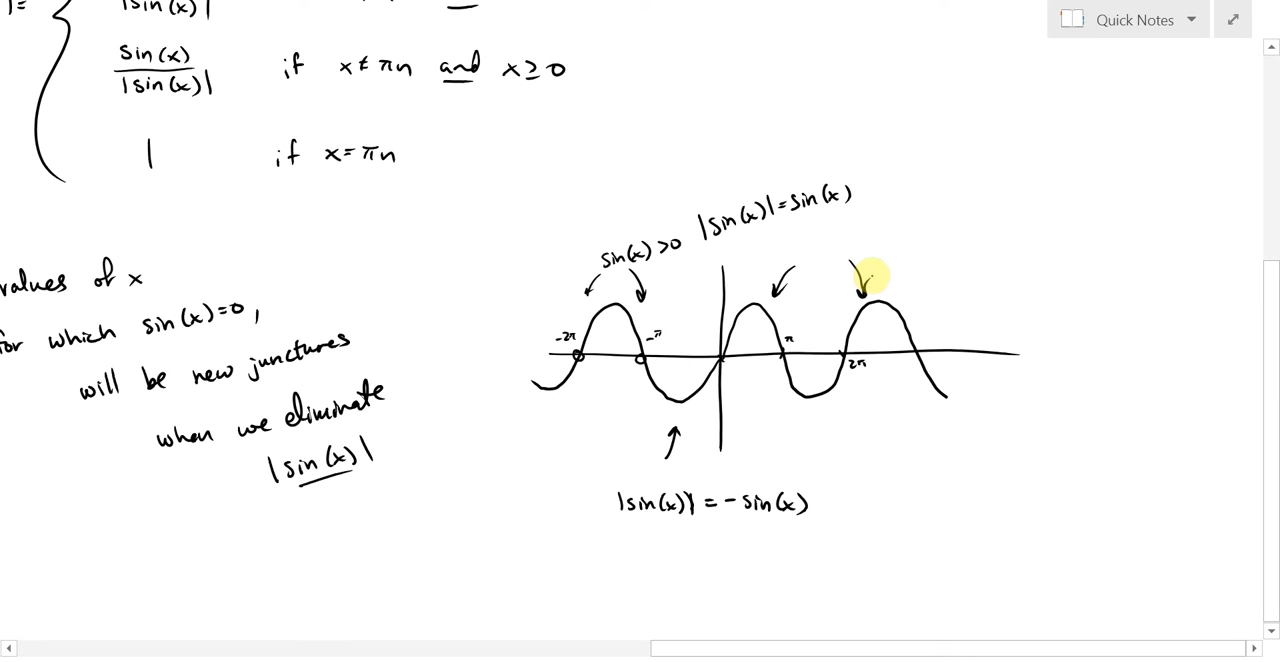 Quick Notes
|sin(x)|
sin(x)
|sin(x)| if x≠πn and x≥0
1 if x=πn
values of x
for which sin(x)=0,
will be new junctures
when we eliminate
|sin(x)|
sin(x)>0 |sin(x)|=sin(x)
-2π -π π 2π
|sin(x)|=-sin(x)